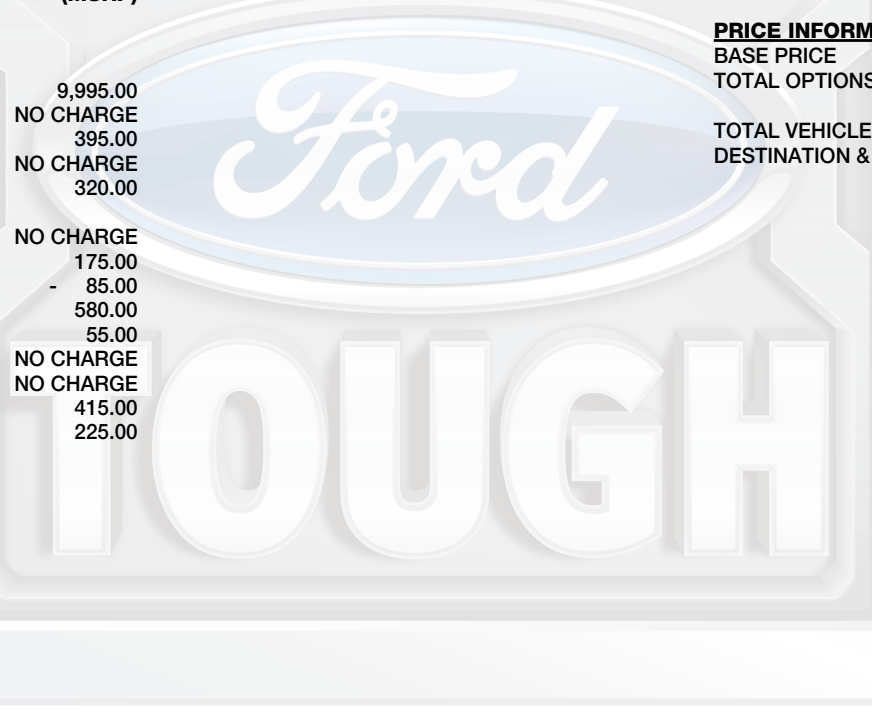 (MSRP)
9,995.00
NO CHARGE
395.00
NO CHARGE
320.00
NO CHARGE
175.00
- 85.00
580.00
55.00
NO CHARGE
NO CHARGE
415.00
225.00
PRICE INFORM
BASE PRICE
TOTAL OPTIONS
TOTAL VEHICLE
DESTINATION &
Ford
TOUGH